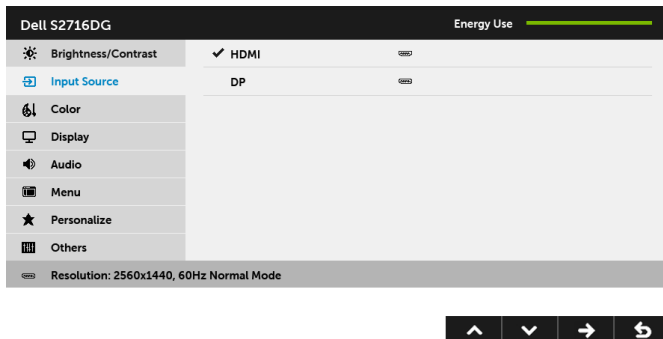 Dell S2716DG Energy Use
Brightness/Contrast HDMI
Input Source DP
Color
Display
Audio
Menu
Personalize
Others
Resolution: 2560x1440, 60Hz Normal Mode